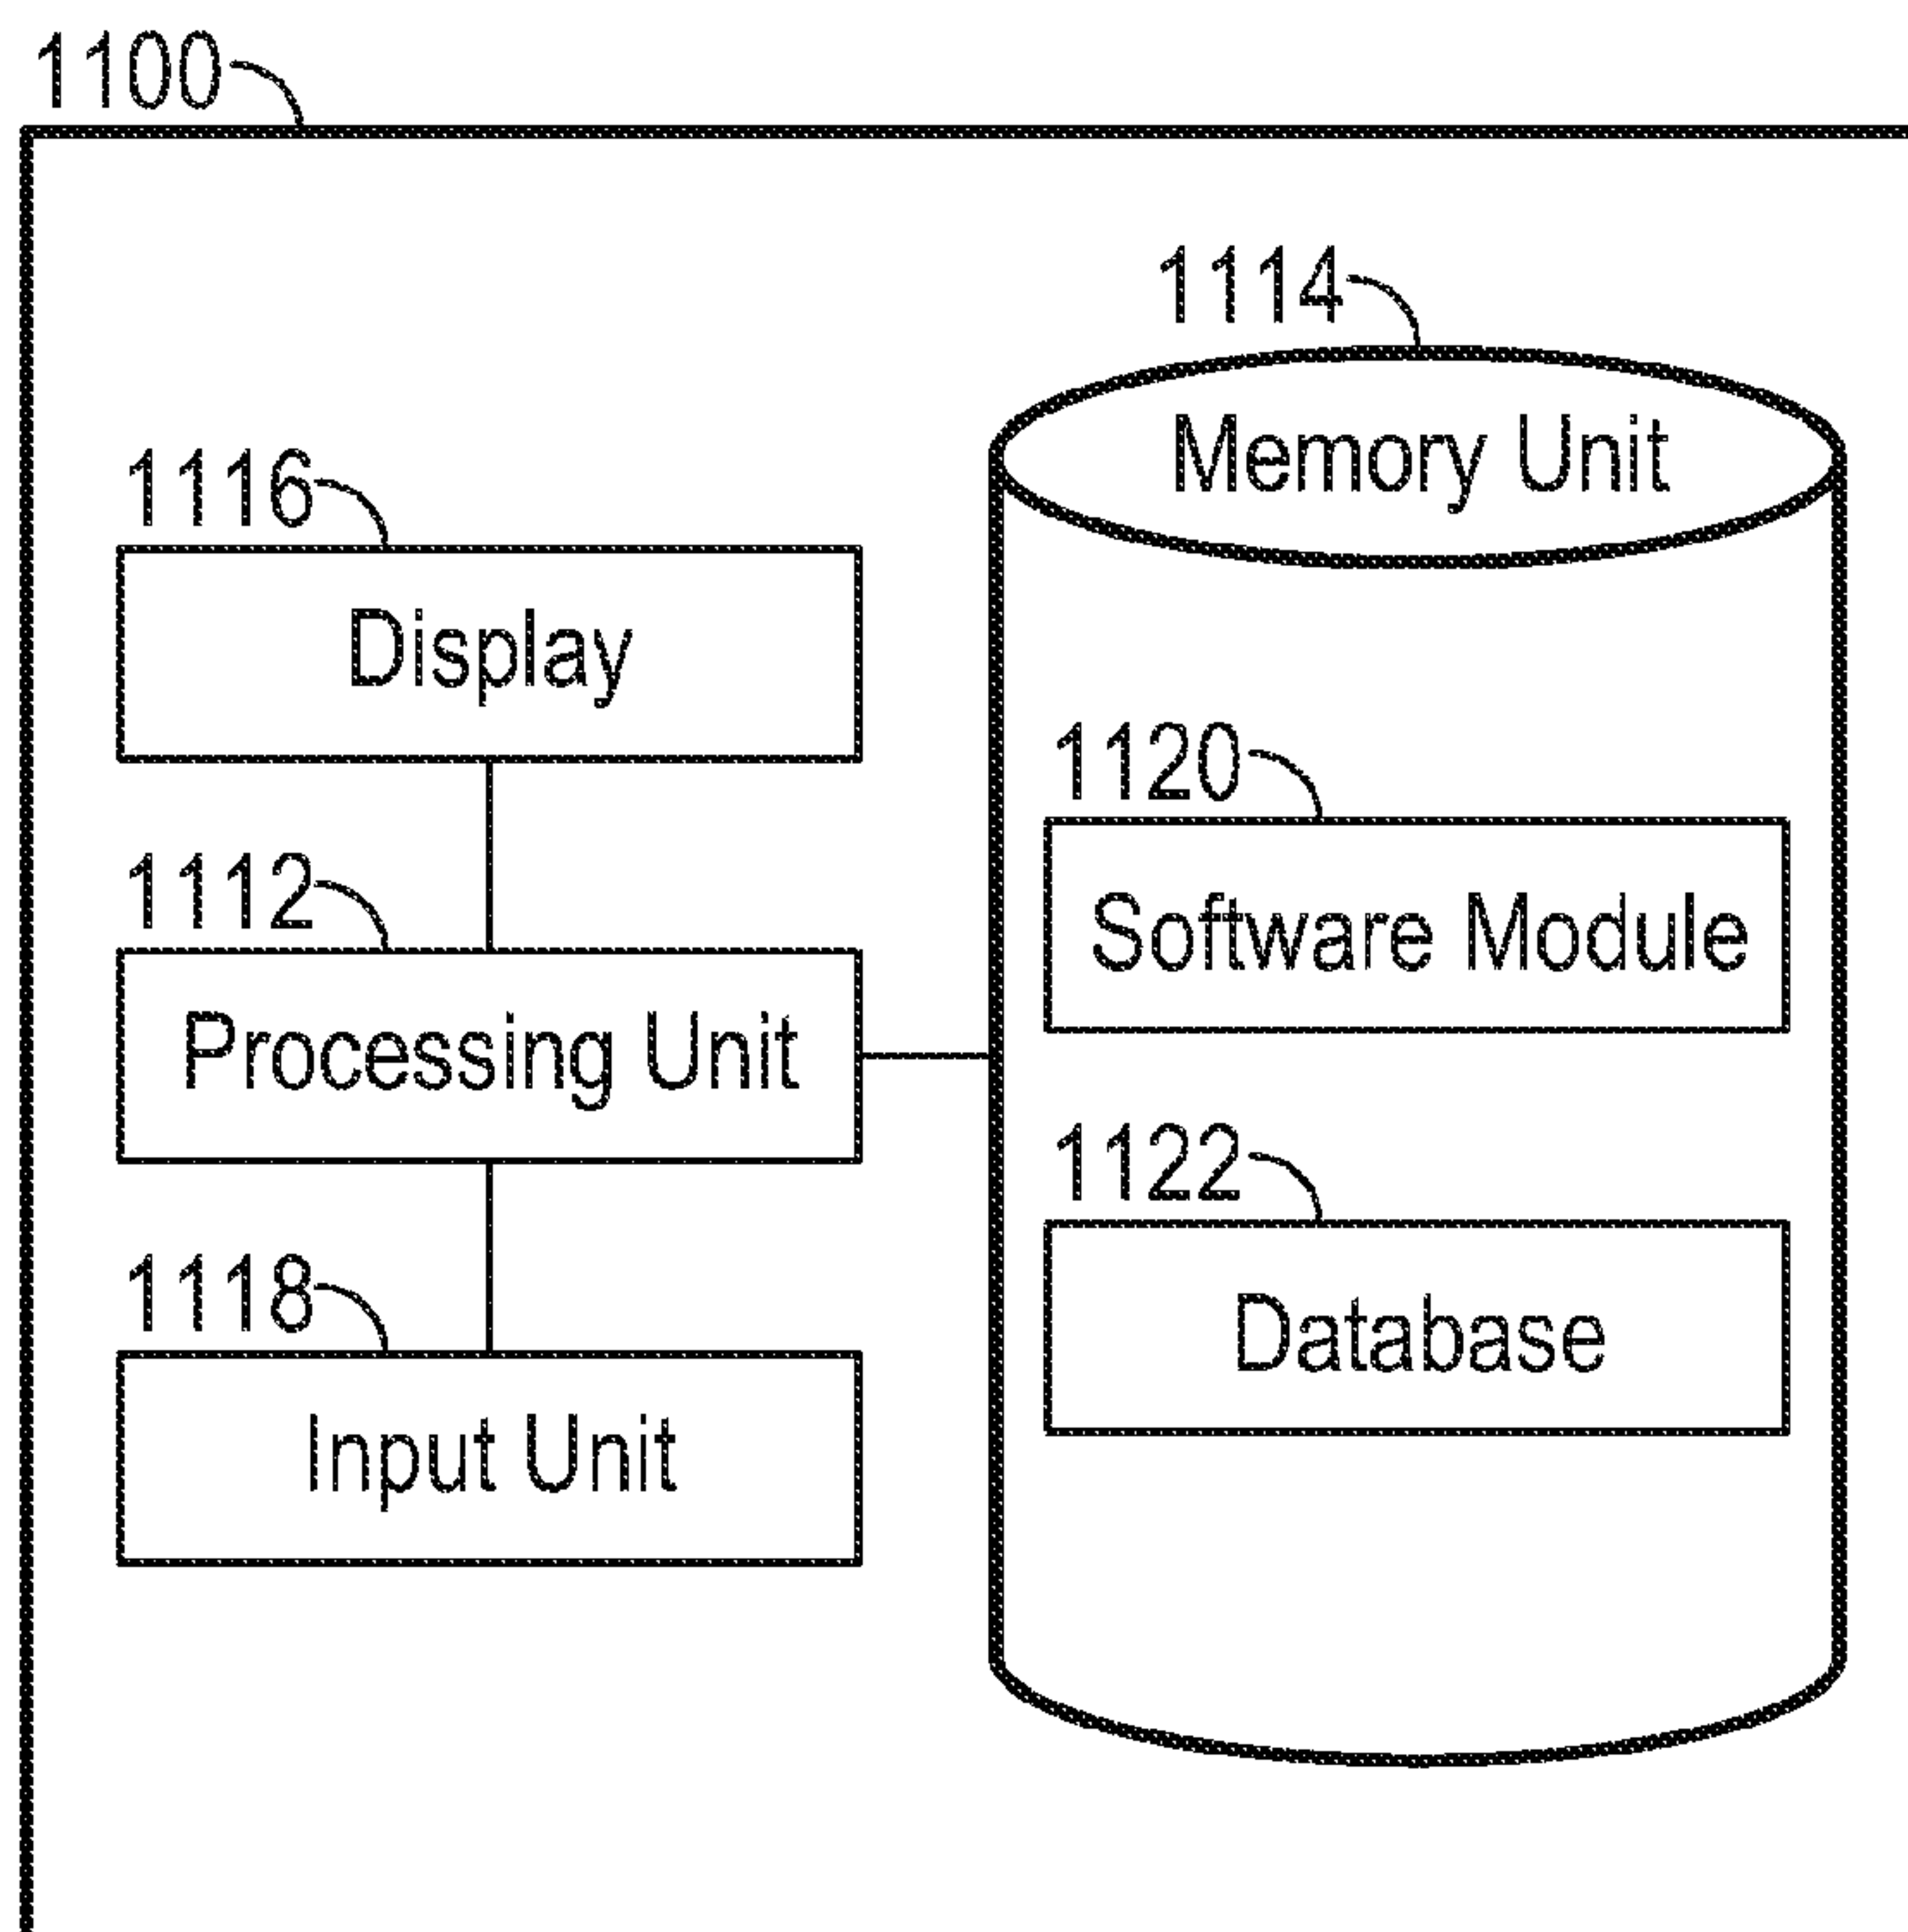 1100
1114
Memory Unit
1116
Display
1120
Software Module
1112
Processing Unit
1122
Database
1118
Input Unit